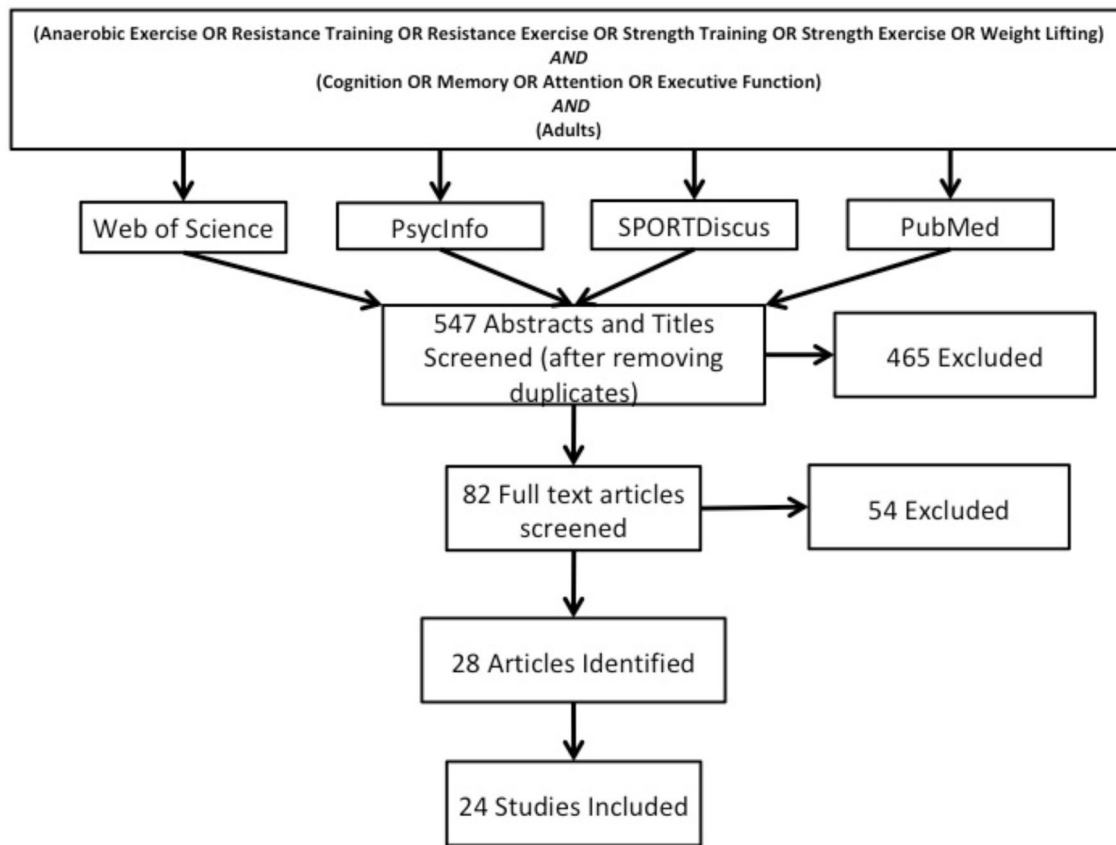 (Anaerobic Exercise OR Resistance Training OR Resistance Exercise OR Strength Training OR Strength Exercise OR Weight Lifting)
AND
(Cognition OR Memory OR Attention OR Executive Function)
AND
(Adults)
Web of Science
PsycInfo
SPORTDiscus
PubMed
547 Abstracts and Titles
Screened (after removing
duplicates)
465 Excluded
82 Full text articles
screened
54 Excluded
28 Articles Identified
24 Studies Included